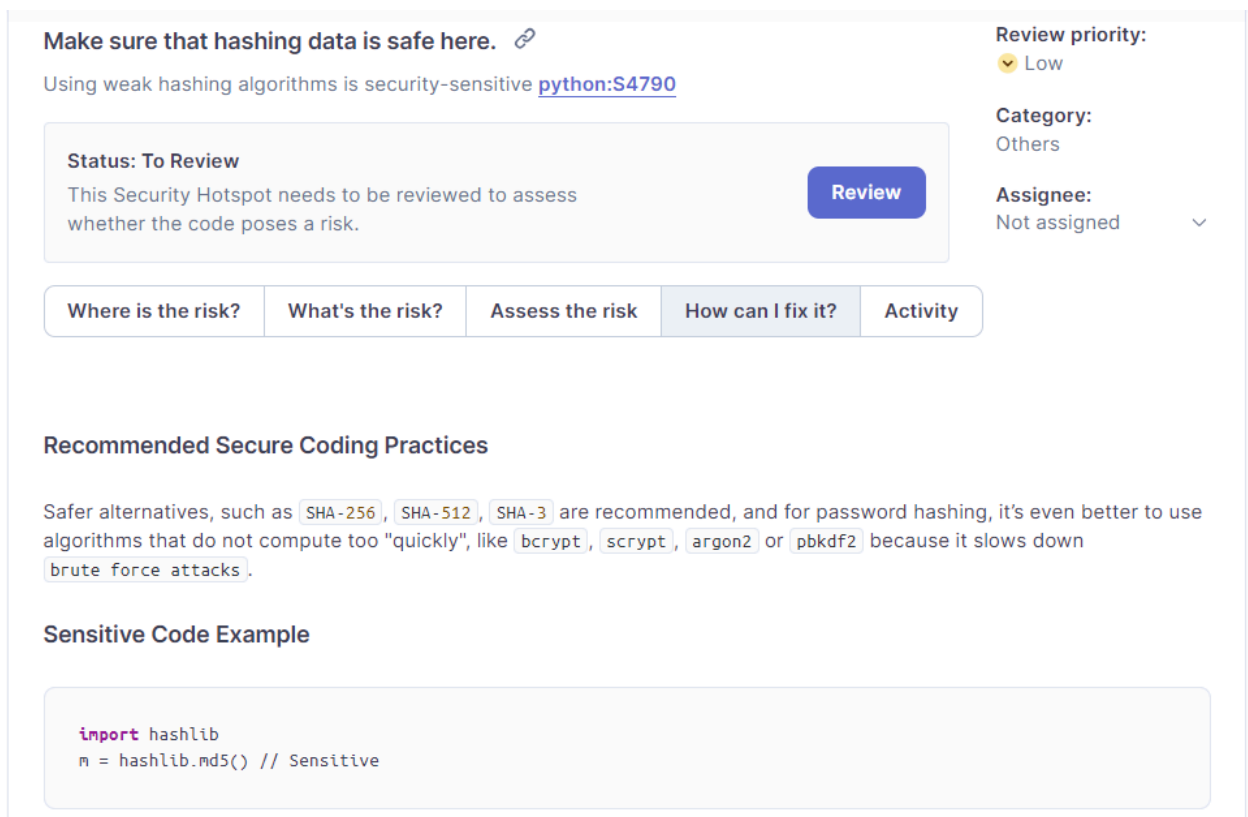 Make sure that hashing data is safe here.
Using weak hashing algorithms is security-sensitive python:S4790
Status: To Review
This Security Hotspot needs to be reviewed to assess
whether the code poses a risk.
Review
Review priority:
Low
Category:
Others
Assignee:
Not assigned
Where is the risk?
What's the risk?
Assess the risk
How can I fix it?
Activity
Recommended Secure Coding Practices
Safer alternatives, such as SHA-256, SHA-512, SHA-3 are recommended, and for password hashing, it’s even better to use
algorithms that do not compute too "quickly", like bcrypt, scrypt, argon2 or pbkdf2 because it slows down
brute force attacks.
Sensitive Code Example
import hashlib
m = hashlib.md5() // Sensitive